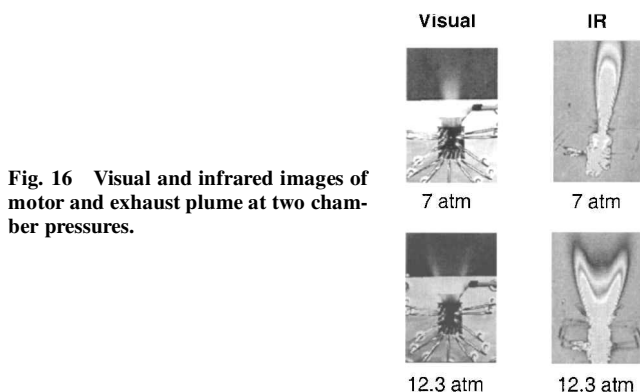 Visual IR
Fig. 16 Visual and infrared images of
motor and exhaust plume at two cham-
ber pressures.
7 atm 7 atm
12.3 atm 12.3 atm